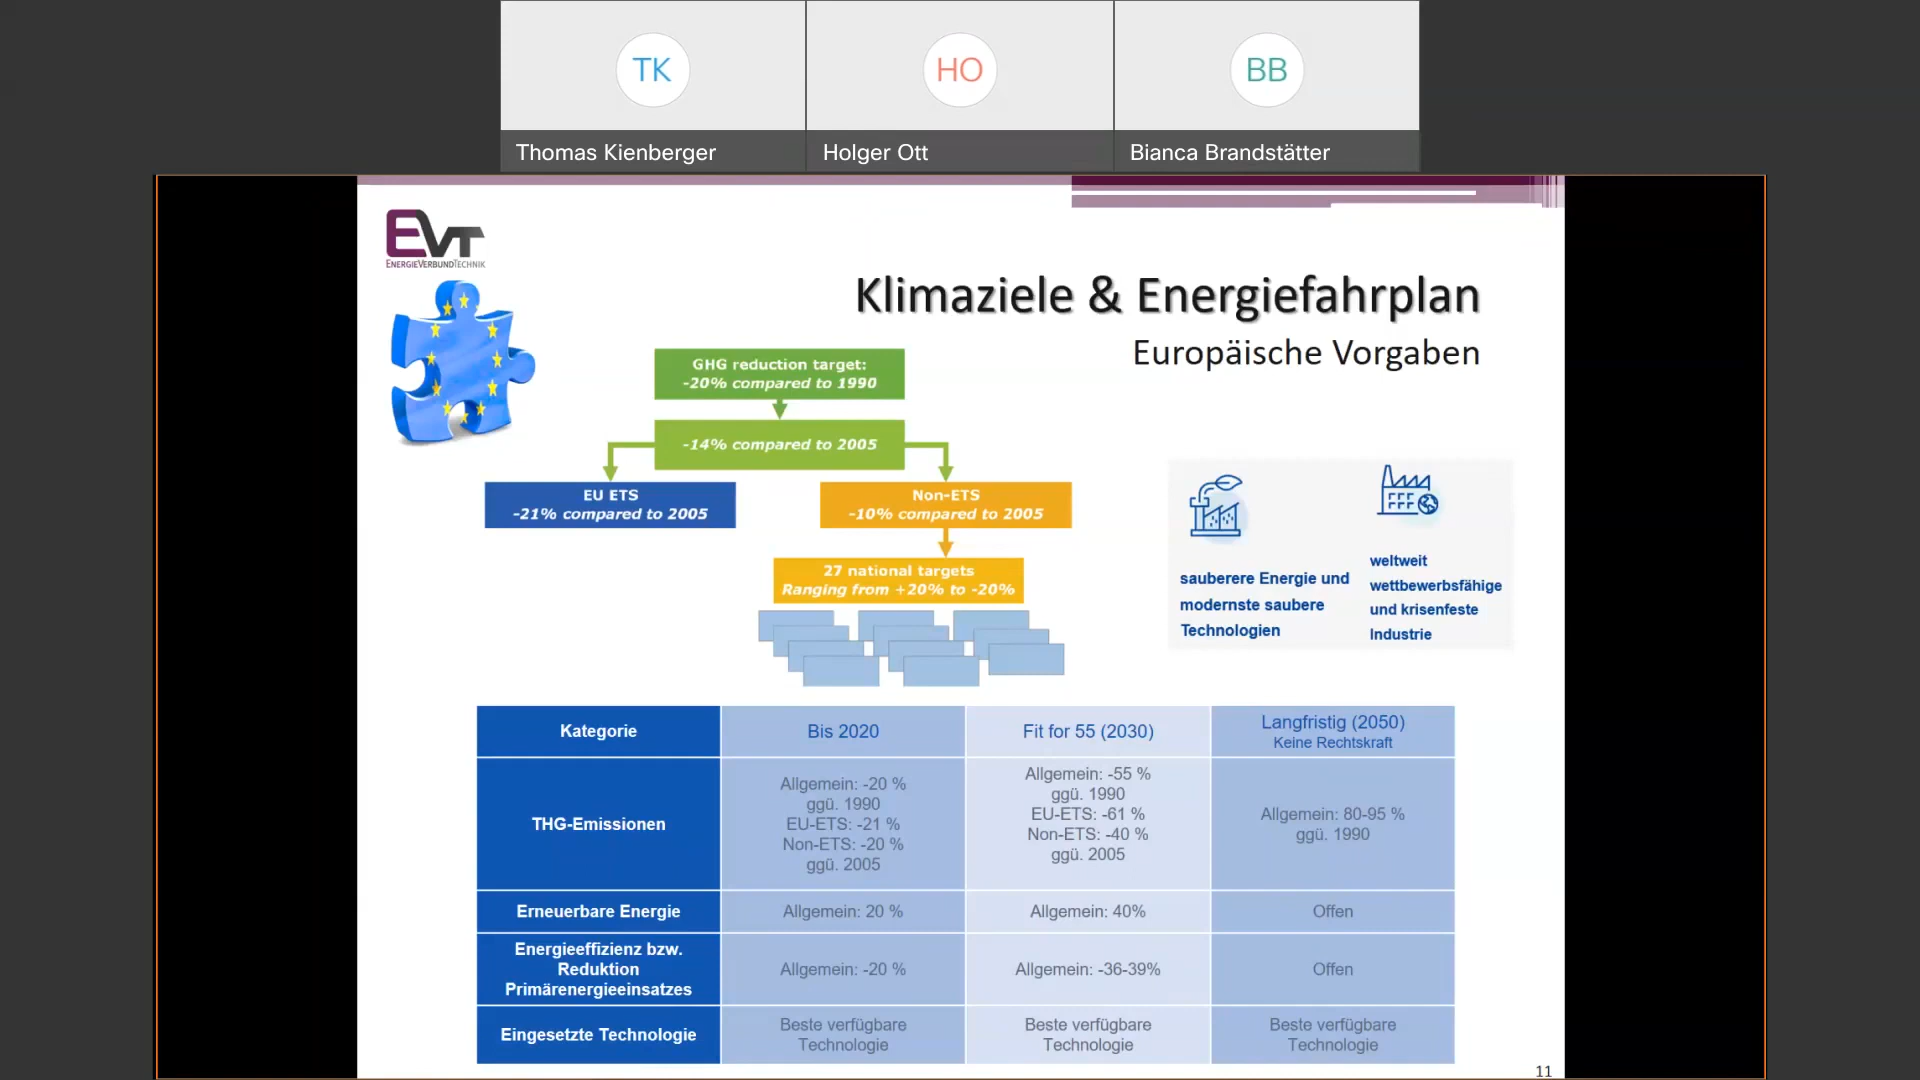 TK
HO
BB
Thomas Kienberger
Holger Ott
Bianca Brandstätter
EVT
ENERGIEVERBUNDTECHNIK
Klimaziele & Energiefahrplan
Europäische Vorgaben
GHG reduction target:
-20% compared to 1990
-14% compared to 2005
EU ETS
-21% compared to 2005
Non-ETS
-10% compared to 2005
27 national targets
Ranging from +20% to -20%
sauberere Energie und
modernste saubere
Technologien
weltweit
wettbewerbsfähige
und krisenfeste
Industrie
Kategorie
Bis 2020
Fit for 55 (2030)
Langfristig (2050)
Keine Rechtskraft
THG-Emissionen
Allgemein: -20 %
ggü. 1990
EU-ETS: -21 %
Non-ETS: -20 %
ggü. 2005
Allgemein: -55 %
ggü. 1990
EU-ETS: -61 %
Non-ETS: -40 %
ggü. 2005
Allgemein: 80-95 %
ggü. 1990
Erneuerbare Energie
Allgemein: 20 %
Allgemein: 40%
Offen
Energieeffizienz bzw.
Reduktion
Primärenergieeinsatzes
Allgemein: -20 %
Allgemein: -36-39%
Offen
Eingesetzte Technologie
Beste verfügbare
Technologie
Beste verfügbare
Technologie
Beste verfügbare
Technologie
11